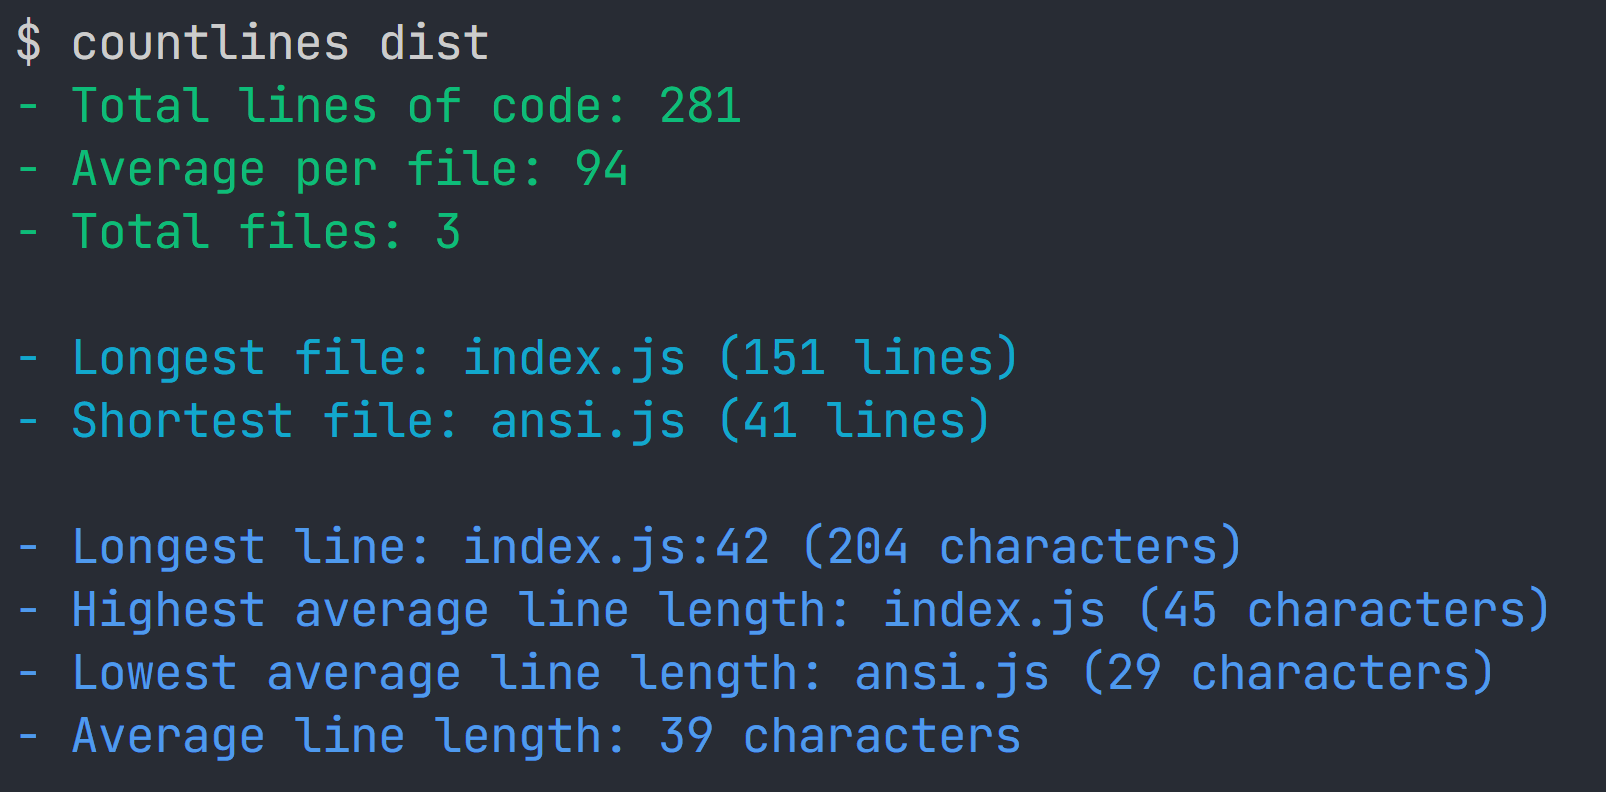 $ countlines dist
- Total lines of code: 281
- Average per file: 94
- Total files: 3
- Longest file: index.js (151 lines)
- Shortest file: ansi.js (41 lines)
- Longest line: index.js:42 (204 characters)
- Highest average line length: index.js (45 characters)
- Lowest average line length: ansi.js (29 characters)
- Average line length: 39 characters